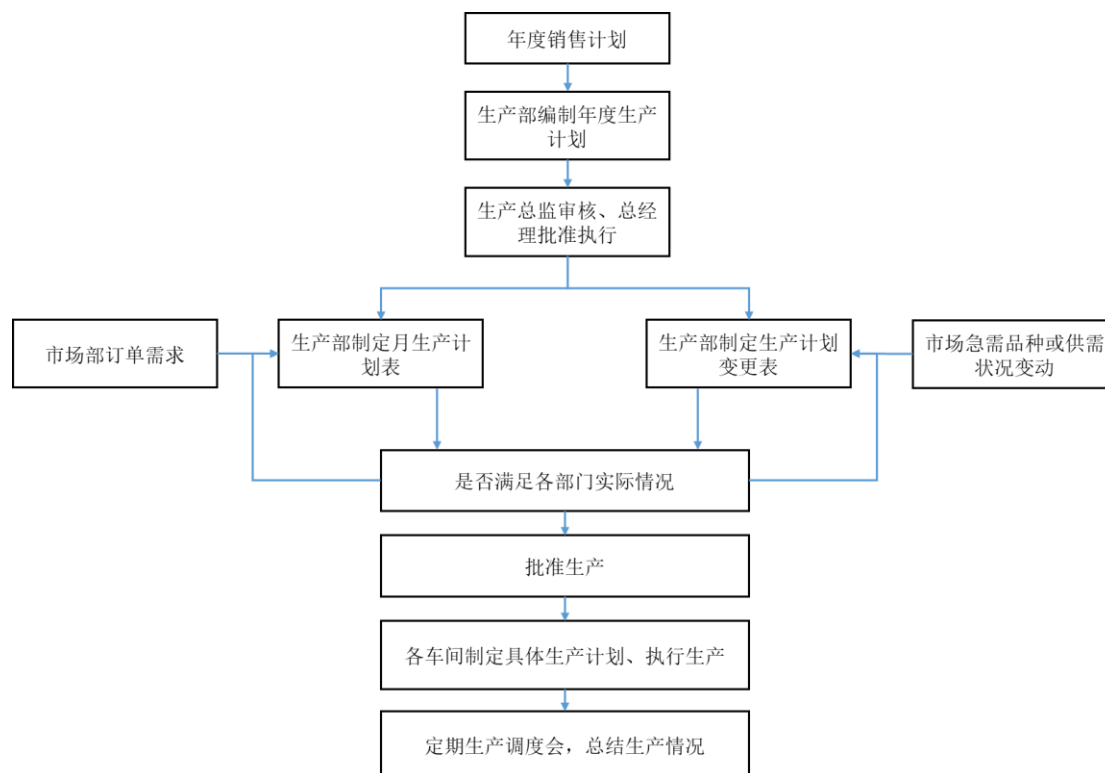 年度销售计划
生产部编制年度生产
计划
生产总监审核、总经
理批准执行
市场部订单需求
生产部制定月生产计
划表
生产部制定生产计划
变更表
市场急需品种或供需
状况变动
是否满足各部门实际情况
批准生产
各车间制定具体生产计划、执行生产
定期生产调度会，总结生产情况